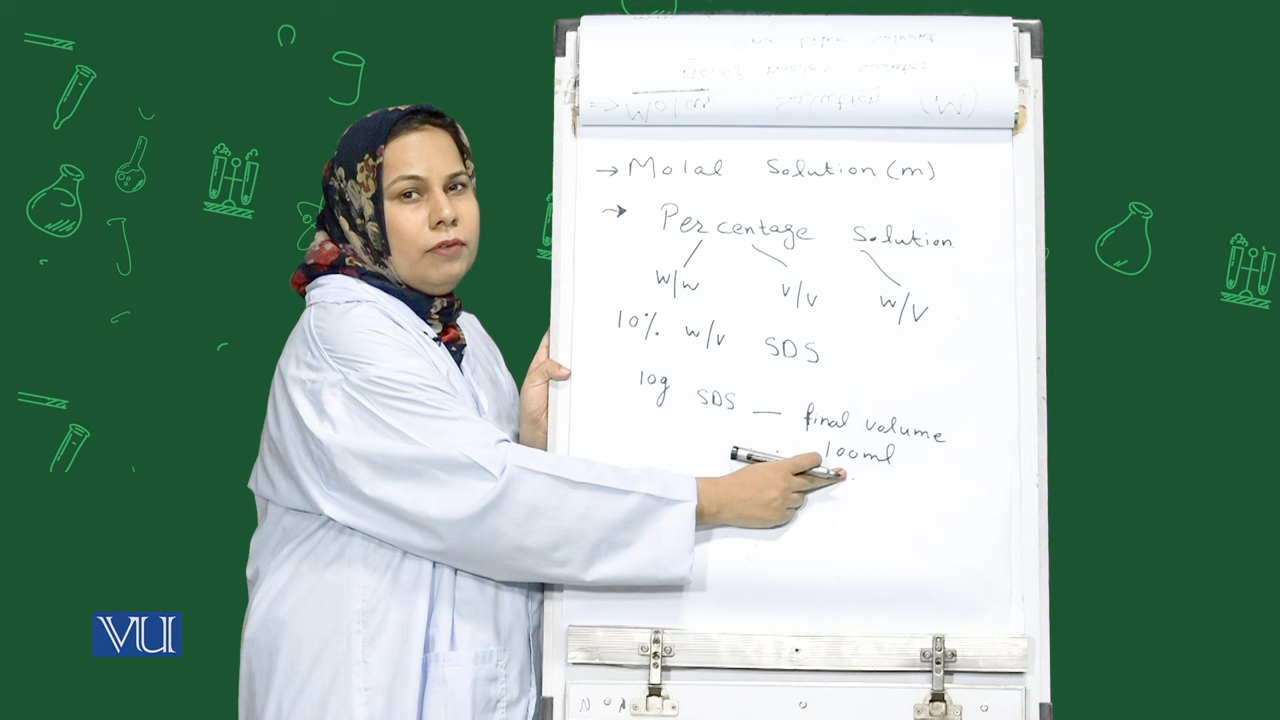 → Molal Solution (m)
→ Percentage Solution
w/w v/v w/v
10% w/v SDS
10g SDS — final volume
100ml
VU